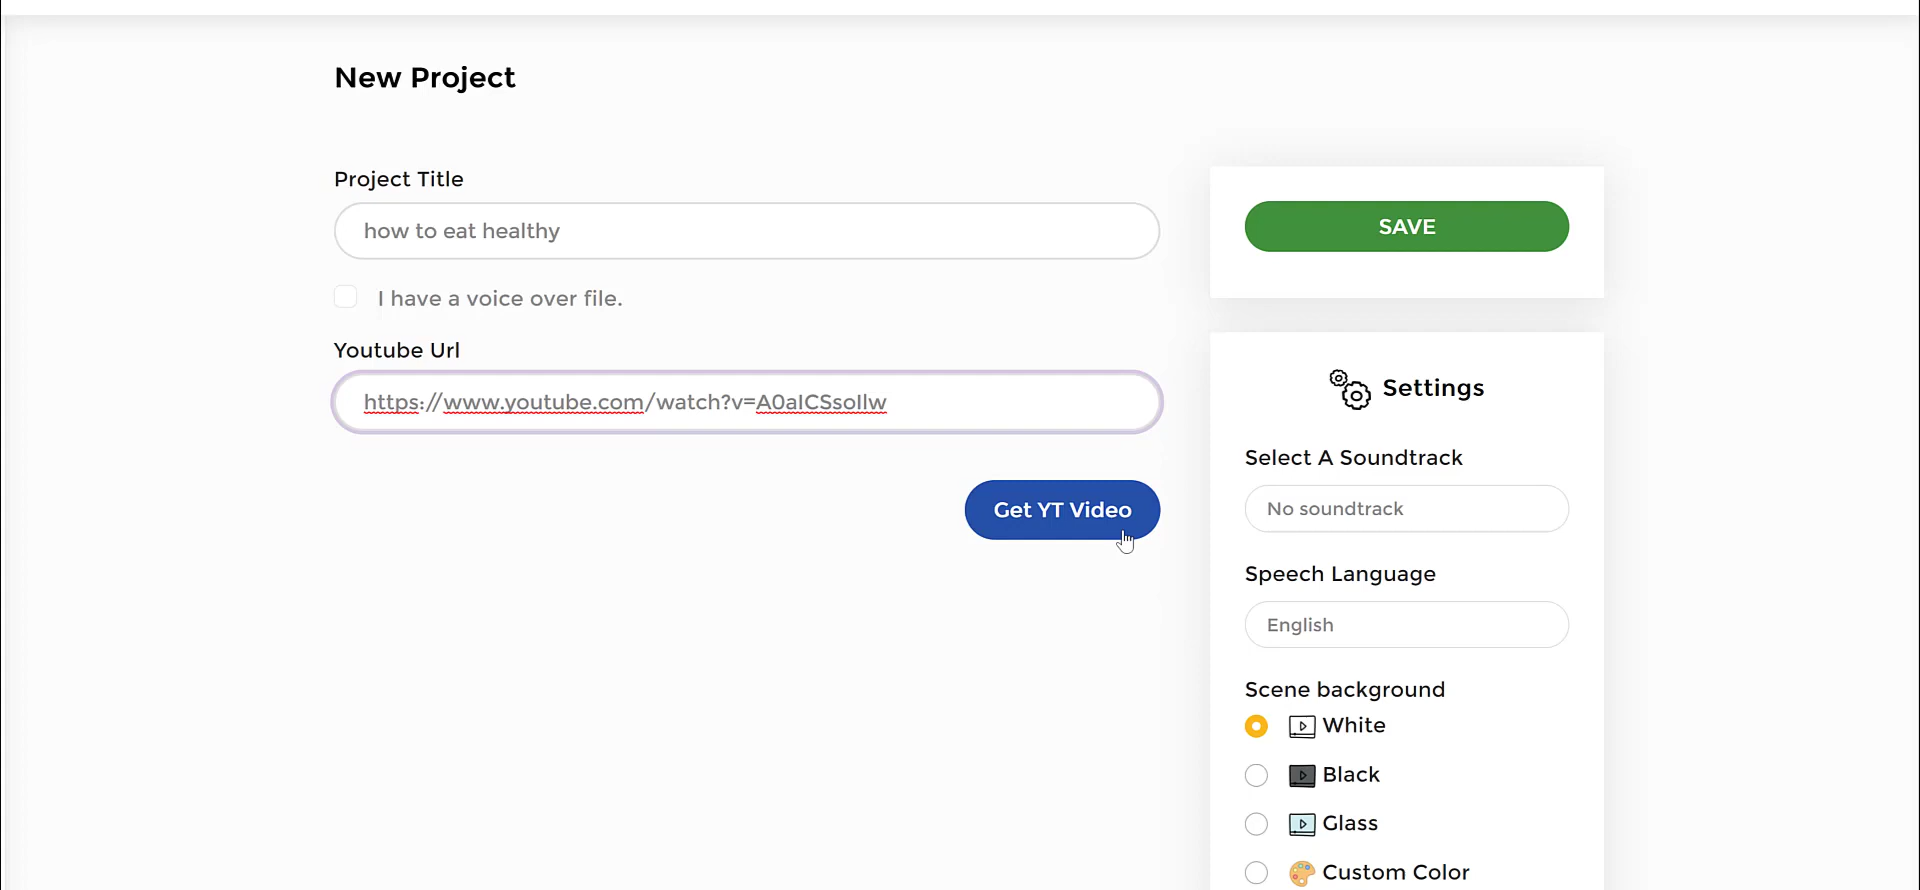 New Project
Project Title
how to eat healthy
I have a voice over file.
Youtube Url
https://www.youtube.com/watch?v=A0aICSsoIlw
Get YT Video
SAVE
Settings
Select A Soundtrack
No soundtrack
Speech Language
English
Scene background
White
Black
Glass
Custom Color